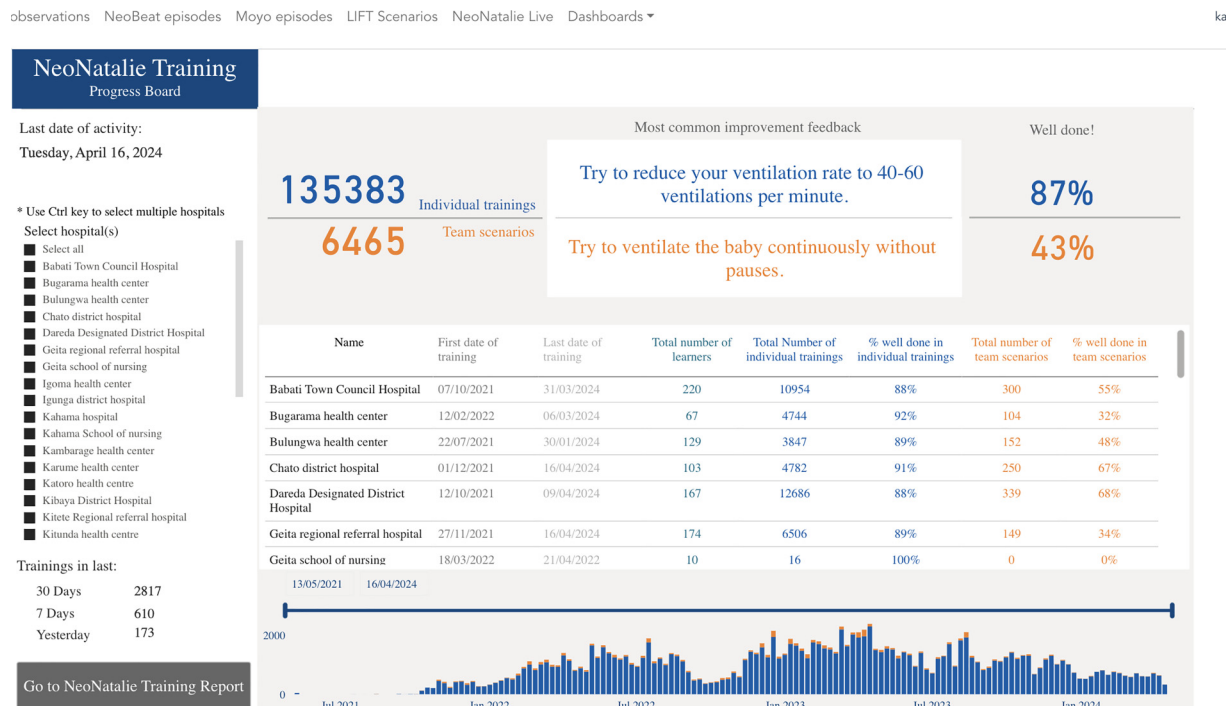 observations NeoBeat episodes Moyo episodes LIFT Scenarios NeoNatalie Live Dashboards
ka
NeoNatalie Training
Progress Board
Last date of activity:
Tuesday, April 16, 2024
* Use Ctrl key to select multiple hospitals
Select hospital(s)
Select all
Babati Town Council Hospital
Bugarama health center
Bulungwa health center
Chato district hospital
Dareda Designated District Hospital
Geita regional referral hospital
Geita school of nursing
Igoma health center
Igunga district hospital
Kahama hospital
Kahama School of nursing
Kambarage health center
Karume health center
Katoro health centre
Kibaya District Hospital
Kitete Regional referral hospital
Kitunda health centre
Trainings in last:
30 Days 2817
7 Days 610
Yesterday 173
Go to NeoNatalie Training Report
135383 Individual trainings
6465 Team scenarios
Most common improvement feedback
Try to reduce your ventilation rate to 40-60
ventilations per minute.
Try to ventilate the baby continuously without
pauses.
Well done!
87%
43%
Name First date of training Last date of training Total number of learners Total Number of individual trainings % well done in individual trainings Total number of team scenarios % well done in team scenarios
Babati Town Council Hospital 07/10/2021 31/03/2024 220 10954 88% 300 55%
Bugarama health center 12/02/2022 06/03/2024 67 4744 92% 104 32%
Bulungwa health center 22/07/2021 30/01/2024 129 3847 89% 152 48%
Chato district hospital 01/12/2021 16/04/2024 103 4782 91% 250 67%
Dareda Designated District Hospital 12/10/2021 09/04/2024 167 12686 88% 339 68%
Geita regional referral hospital 27/11/2021 16/04/2024 174 6506 89% 149 34%
Geita school of nursing 18/03/2022 21/04/2022 10 16 100% 0 0%
13/05/2021 16/04/2024
2000
0
Jul 2021 Jan 2022 Jul 2022 Jan 2023 Jul 2023 Jan 2024